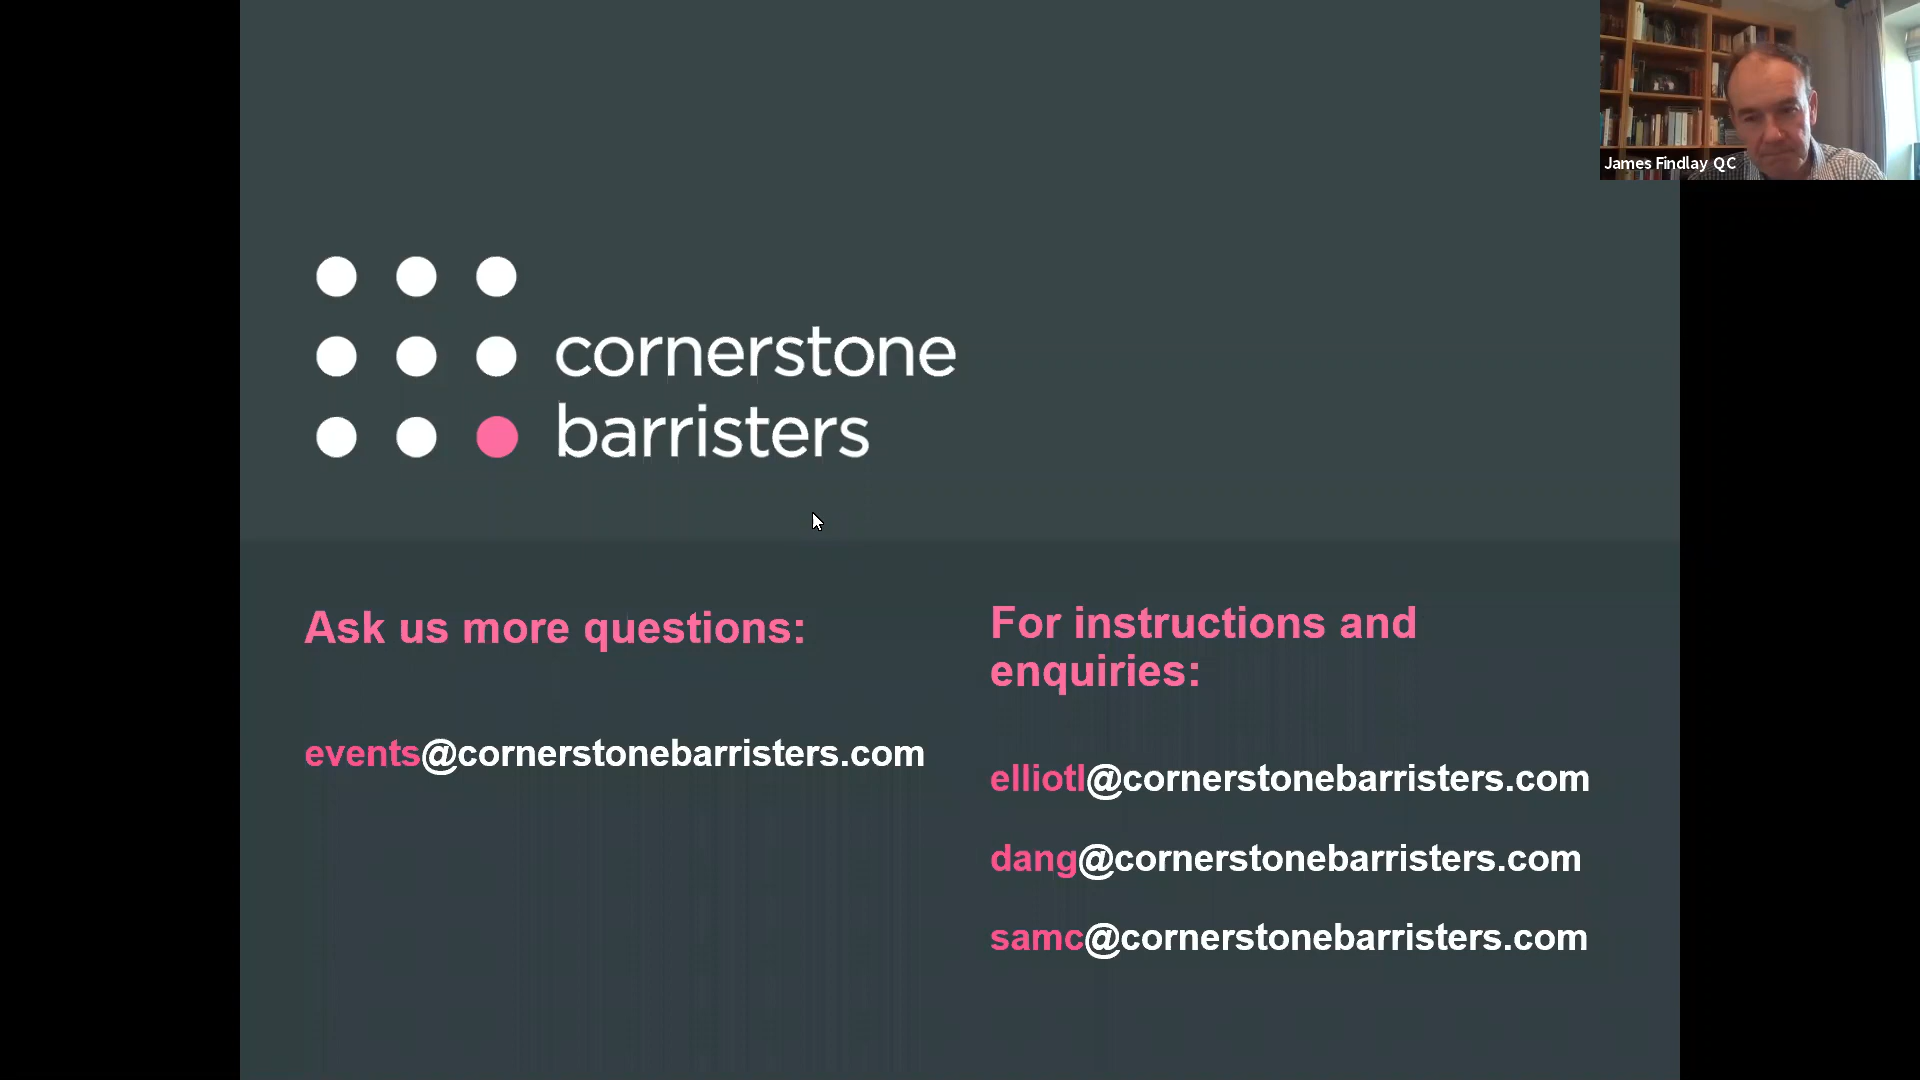 James Findlay QC
cornerstone
barristers
Ask us more questions:
events@cornerstonebarristers.com
For instructions and
enquiries:
elliotl@cornerstonebarristers.com
dang@cornerstonebarristers.com
samc@cornerstonebarristers.com